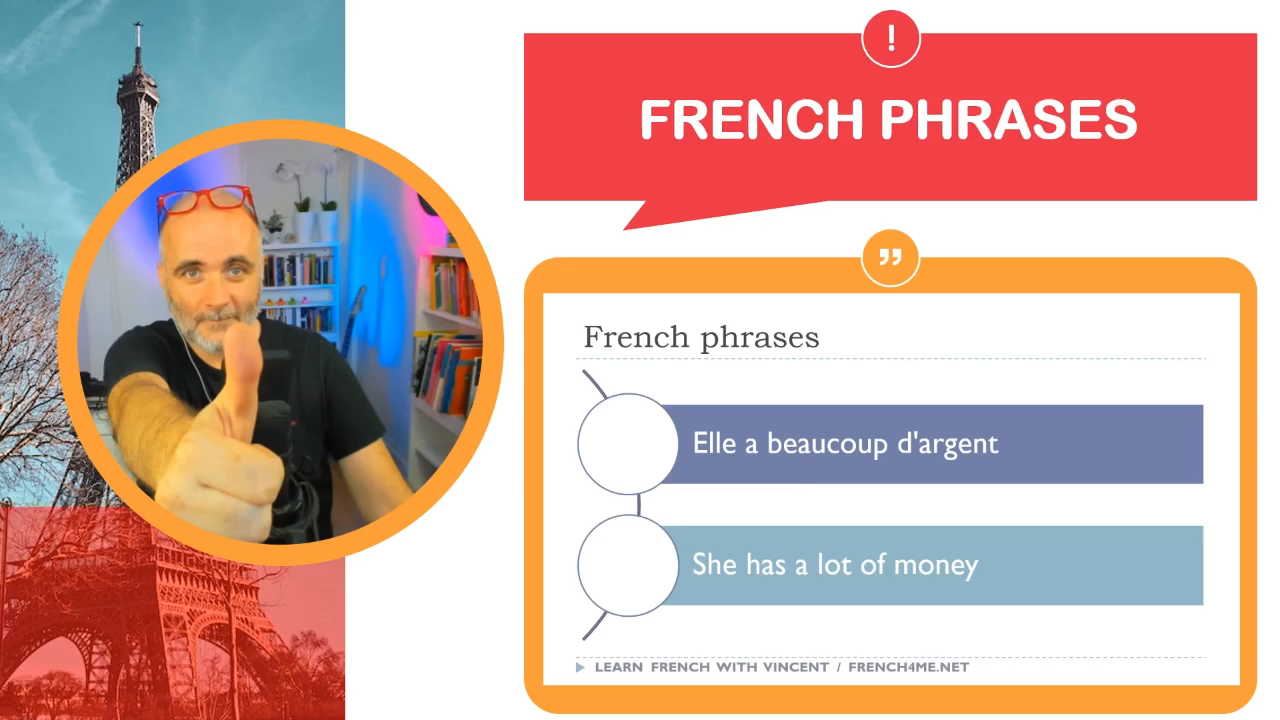 !
FRENCH PHRASES
”
French phrases
Elle a beaucoup d'argent
She has a lot of money
LEARN FRENCH WITH VINCENT / FRENCH4ME.NET